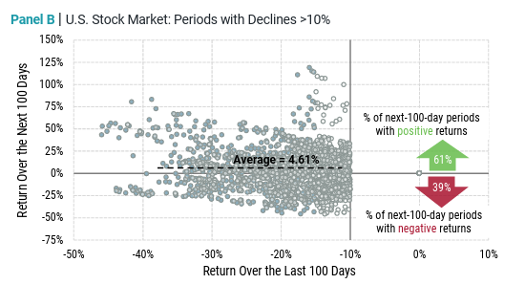 Panel B | U.S. Stock Market: Periods with Declines >10%
Return Over the Next 100 Days
150%
125%
100%
75%
50%
25%
0%
-25%
-50%
-75%
Average = 4.61%
% of next-100-day periods
with positive returns
61%
39%
% of next-100-day periods
with negative returns
-50%
-40%
-30%
-20%
-10%
0%
10%
Return Over the Last 100 Days